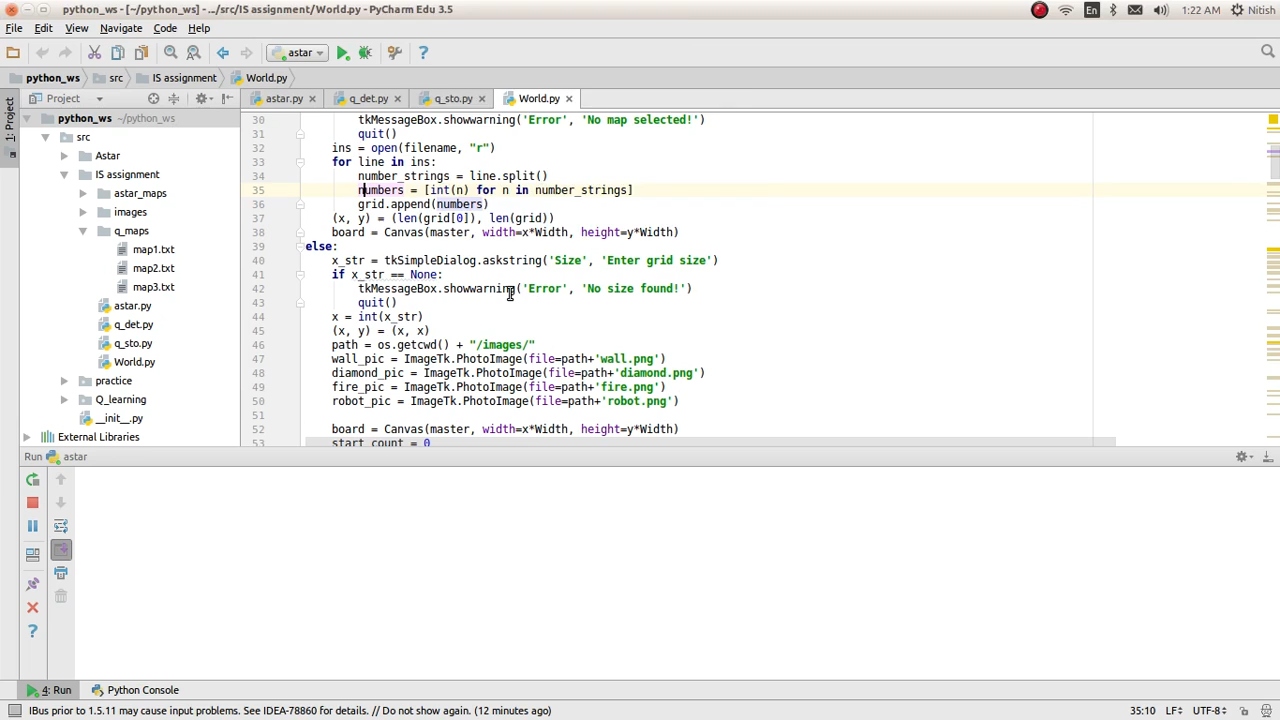 python_ws - [~/python_ws] - .../src/IS assignment/World.py - PyCharm Edu 3.5
En
1:22 AM
Nitish
File Edit View Navigate Code Help
astar
python_ws src IS assignment World.py
1: Project
Project
astar.py q_det.py q_sto.py World.py
python_ws ~/python_ws
src
Astar
IS assignment
astar_maps
images
q_maps
map1.txt
map2.txt
map3.txt
astar.py
q_det.py
q_sto.py
World.py
practice
Q_learning
__init__.py
External Libraries
30 tkMessageBox.showwarning('Error', 'No map selected!')
31 quit()
32 ins = open(filename, "r")
33 for line in ins:
34 number_strings = line.split()
35 numbers = [int(n) for n in number_strings]
36 grid.append(numbers)
37 (x, y) = (len(grid[0]), len(grid))
38 board = Canvas(master, width=x*Width, height=y*Width)
39 else:
40 x_str = tkSimpleDialog.askstring('Size', 'Enter grid size')
41 if x_str == None:
42 tkMessageBox.showwarning('Error', 'No size found!')
43 quit()
44 x = int(x_str)
45 (x, y) = (x, x)
46 path = os.getcwd() + "/images/"
47 wall_pic = ImageTk.PhotoImage(file=path+'wall.png')
48 diamond_pic = ImageTk.PhotoImage(file=path+'diamond.png')
49 fire_pic = ImageTk.PhotoImage(file=path+'fire.png')
50 robot_pic = ImageTk.PhotoImage(file=path+'robot.png')
51
52 board = Canvas(master, width=x*Width, height=y*Width)
53 start_count = 0
Run astar
4: Run Python Console
IBus prior to 1.5.11 may cause input problems. See IDEA-78860 for details. // Do not show again. (12 minutes ago)
35:10 LF UTF-8